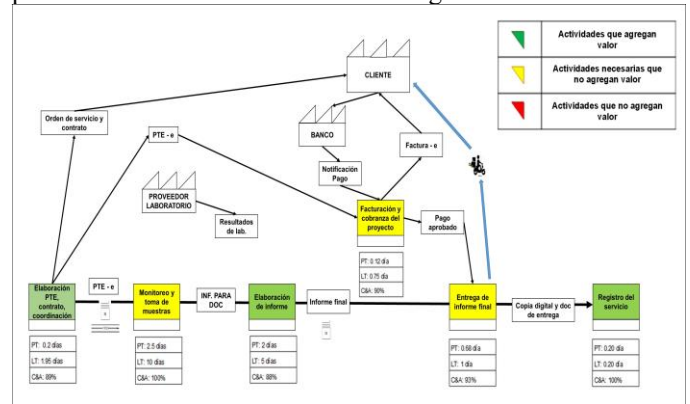 Actividades que agregan
valor
Actividades necesarias que
no agregan valor
Actividades que no agregan
valor
CLIENTE
Orden de servicio y
contrato
PTE - e
BANCO
Factura - e
Notificación
Pago
PROVEEDOR
LABORATORIO
Resultados
de lab.
Facturación y
cobranza del
proyecto
Pago
aprobado
PT: 0.12 día
LT: 0.75 día
C&A: 90%
Elaboración
PTE,
contrato,
coordinación
PTE - e
Monitoreo y
toma de
muestras
INF. PARA
DOC
Elaboración
de informe
Informe final
Entrega de
informe final
Copia digital y doc
de entrega
Registro del
servicio
PT: 0.2 días
LT: 1.85 días
C&A: 89%
PT: 2.5 días
LT: 10 días
C&A: 100%
PT: 2 días
LT: 5 días
C&A: 88%
PT: 0.68 día
LT: 1 día
C&A: 93%
PT: 0.20 día
LT: 0.20 día
C&A: 100%